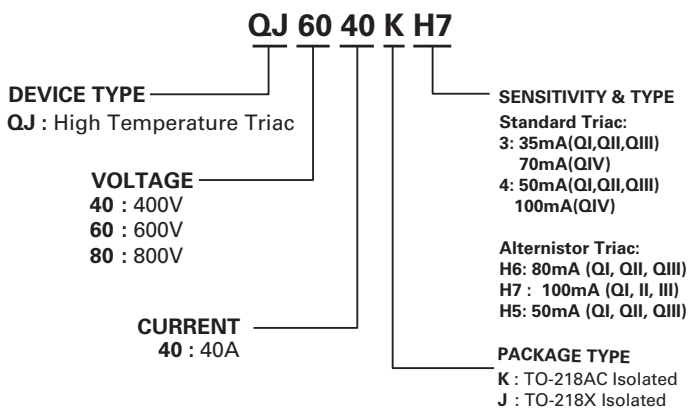 QJ 60 40 K H7
DEVICE TYPE
QJ : High Temperature Triac
VOLTAGE
40 : 400V
60 : 600V
80 : 800V
CURRENT
40 : 40A
SENSITIVITY & TYPE
Standard Triac:
3: 35mA(QI,QII,QIII)
70mA(QIV)
4: 50mA(QI,QII,QIII)
100mA(QIV)
Alternistor Triac:
H6: 80mA (QI, QII, QIII)
H7 : 100mA (QI, II, III)
H5: 50mA (QI, QII, QIII)
PACKAGE TYPE
K : TO-218AC Isolated
J : TO-218X Isolated